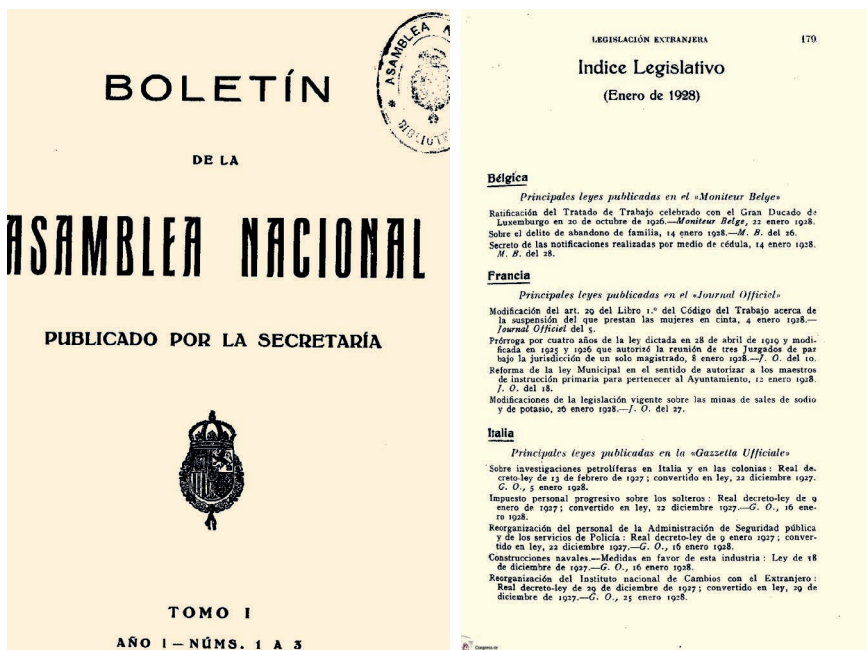 BOLETÍN
DE LA
ASAMBLEA NACIONAL
PUBLICADO POR LA SECRETARÍA
TOMO I
AÑO I — NÚMS. 1 A 3
ASAMBLEA
LEGISLACIÓN EXTRANJERA 179
Indice Legislativo
(Enero de 1928)
Bélgica
Principales leyes publicadas en el «Moniteur Belge»
Ratificación del Tratado de Trabajo celebrado con el Gran Ducado de
Luxemburgo en 20 de octubre de 1926.—Moniteur Belge, 22 enero 1928.
Sobre el delito de abandono de familia, 14 enero 1928.—M. B. del 26.
Secreto de las notificaciones realizadas por medio de cédula, 14 enero 1928.
M. B. del 28.
Francia
Principales leyes publicadas en el «Journal Officiel»
Modificación del art. 29 del Libro 1.º del Código del Trabajo acerca de
la suspensión del que prestan las mujeres en cinta, 4 enero 1928.—
Journal Officiel del 5.
Prórroga por cuatro años de la ley dictada en 28 de abril de 1919 y modi-
ficada en 1925 y 1926 que autorizó la reunión de tres Juzgados de paz
bajo la jurisdicción de un solo magistrado, 8 enero 1928.—J. O. del 10.
Reforma de la ley Municipal en el sentido de autorizar a los maestros
de instrucción primaria para pertenecer al Ayuntamiento, 12 enero 1928.
J. O. del 18.
Modificaciones de la legislación vigente sobre las minas de sales de sodio
y de potasio, 26 enero 1928.—J. O. del 27.
Italia
Principales leyes publicadas en la «Gazzetta Ufficiale»
Sobre investigaciones petrolíferas en Italia y en las colonias : Real de-
creto-ley de 13 de febrero de 1927 ; convertido en ley, 22 diciembre 1927.
G. O., 5 enero 1928.
Impuesto personal progresivo sobre los solteros : Real decreto-ley de 9
enero de 1927 ; convertido en ley, 22 diciembre 1927.—G. O., 16 ene-
ro 1928.
Reorganización del personal de la Administración de Seguridad pública
y de los servicios de Policía : Real decreto-ley de 9 enero 1927 ; conver-
tido en ley, 22 diciembre 1927.—G. O., 16 enero 1928.
Construcciones navales.—Medidas en favor de esta industria : Ley de 18
de diciembre de 1927.—G. O., 16 enero 1928.
Reorganización del Instituto nacional de Cambios con el Extranjero :
Real decreto-ley de 29 de diciembre de 1927 ; convertido en ley, 29 de
diciembre de 1927.—G. O., 25 enero 1928.
Congreso de